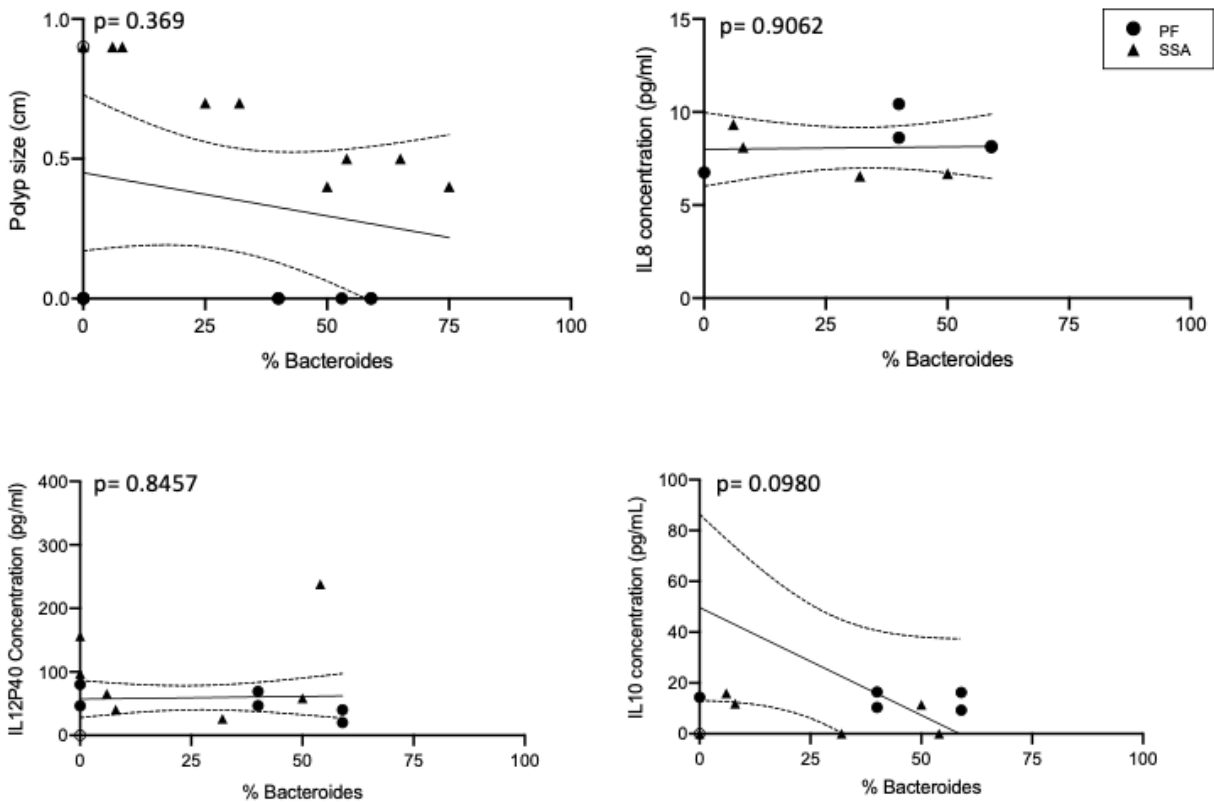 p= 0.369
1.0
0.5
0.0
Polyp size (cm)
0
25
50
75
100
% Bacteroides
p= 0.9062
15
10
5
0
IL8 concentration (pg/ml)
0
25
50
75
100
% Bacteroides
PF
SSA
p= 0.8457
400
300
200
100
0
IL12P40 Concentration (pg/ml)
0
25
50
75
100
% Bacteroides
p= 0.0980
100
80
60
40
20
0
IL10 concentration (pg/mL)
0
25
50
75
100
% Bacteroides